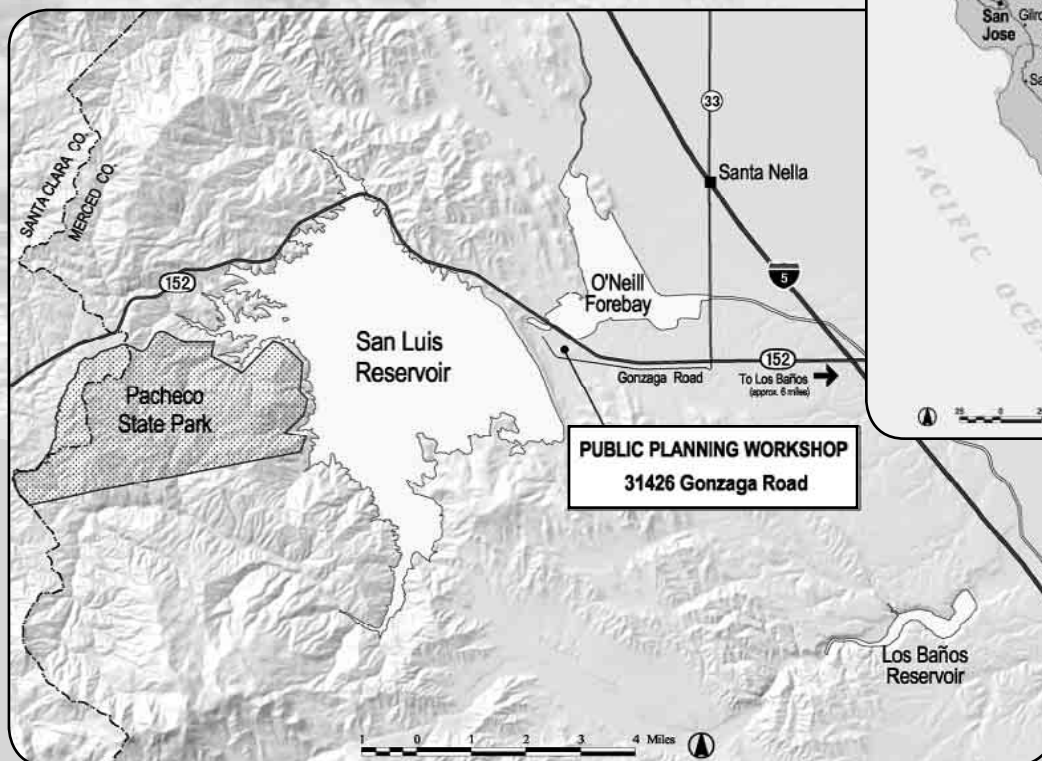 San
Jose
SANTA CLARA CO.
MERCED CO.
33
Santa Nella
152
O'Neill
Forebay
5
San Luis
Reservoir
Pacheco
State Park
Gonzaga Road
152
To Los Baños
(approx. 6 miles)
PUBLIC PLANNING WORKSHOP
31426 Gonzaga Road
PACIFIC
Los Baños
Reservoir
1 0 1 2 3 4 Miles